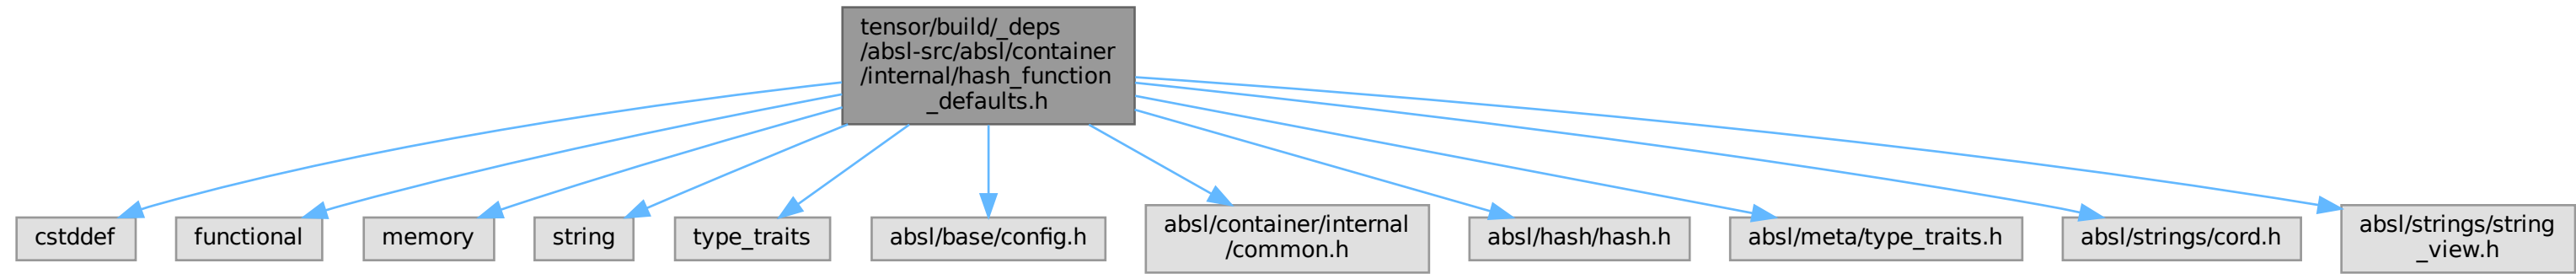 tensor/build/_deps
/absl-src/absl/container
/internal/hash_function
_defaults.h
cstddef
functional
memory
string
type_traits
absl/base/config.h
absl/container/internal
/common.h
absl/hash/hash.h
absl/meta/type_traits.h
absl/strings/cord.h
absl/strings/string
_view.h